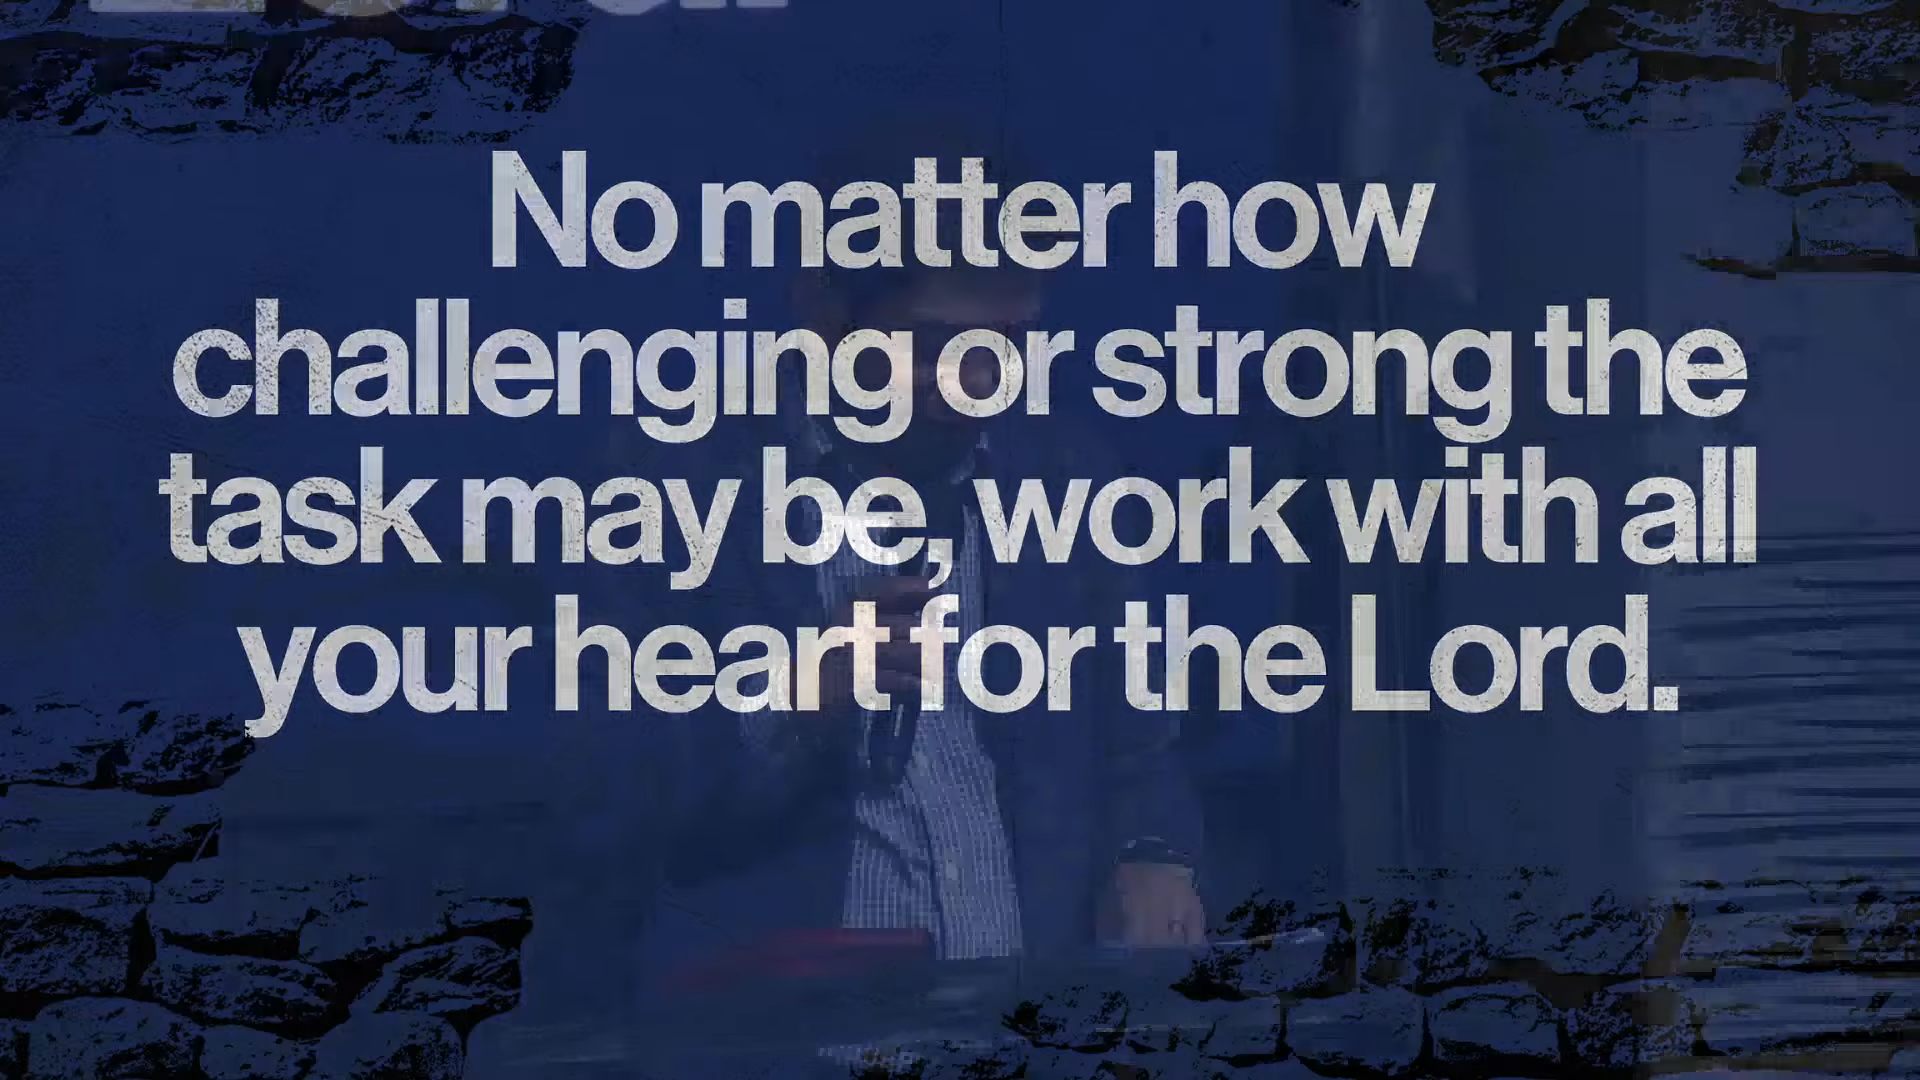 No matter how
challenging or strong the
task may be, work with all
your heart for the Lord.